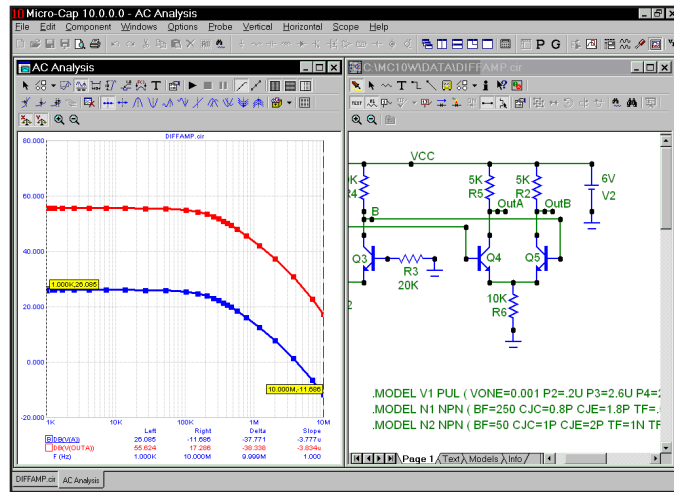 Micro-Cap 10.0.0.0 - AC Analysis
File Edit Component Windows Options Probe Vertical Horizontal Scope Help
AC Analysis
C:\MC10W\DATA\DIFFAMP.cir
DIFFAMP.cir
80.000
60.000
40.000
20.000
0.000
-20.000
1.000K,26.085
10.000M,-11.686
1K 10K 100K 1M 10M
Left Right Delta Slope
DB(V(A)) 26.085 -11.686 -37.771 -3.777u
DB(V(OUTA)) 55.624 17.286 -38.338 -3.834u
F (Hz) 1.000K 10.000M 9.999M 1.000
VCC
R4
5K
R5
OutA
5K
R2
OutB
6V
V2
B
Q3
R3
20K
Q4
Q5
10K
R6
.MODEL V1 PUL ( VONE=0.001 P2=.2U P3=2.6U P4=
.MODEL N1 NPN ( BF=250 CJC=0.8P CJE=1.8P TF=
.MODEL N2 NPN ( BF=50 CJC=1P CJE=2P TF=1N TF
Page 1 Text Models Info
DIFFAMP.cir AC Analysis